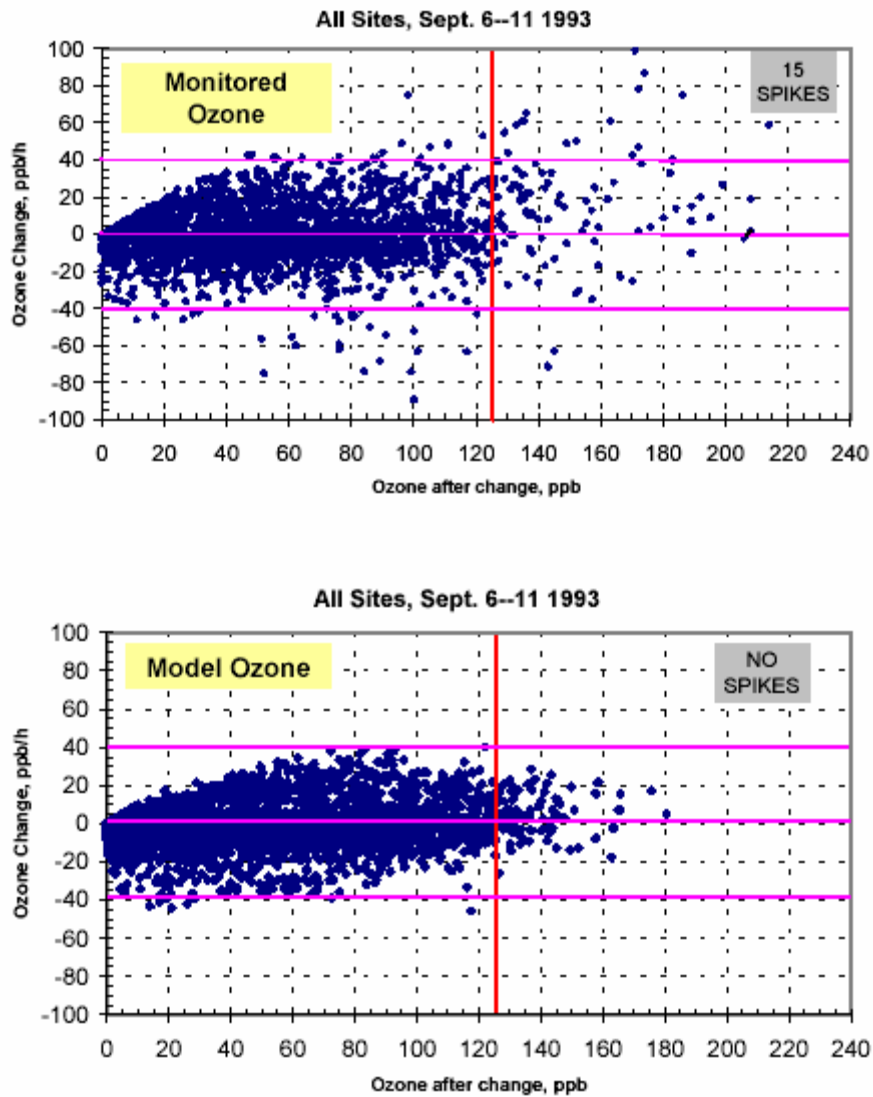 All Sites, Sept. 6--11 1993
Monitored
Ozone
15
SPIKES
Ozone Change, ppb/h
100
80
60
40
20
0
-20
-40
-60
-80
-100
0 20 40 60 80 100 120 140 160 180 200 220 240
Ozone after change, ppb
All Sites, Sept. 6--11 1993
Model Ozone
NO
SPIKES
Ozone Change, ppb/h
100
80
60
40
20
0
-20
-40
-60
-80
-100
0 20 40 60 80 100 120 140 160 180 200 220 240
Ozone after change, ppb